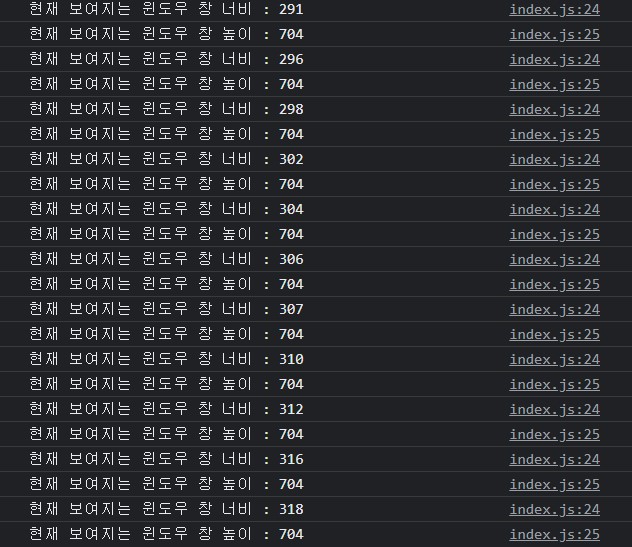 현재 보여지는 윈도우 창 너비 : 291 index.js:24
현재 보여지는 윈도우 창 높이 : 704 index.js:25
현재 보여지는 윈도우 창 너비 : 296 index.js:24
현재 보여지는 윈도우 창 높이 : 704 index.js:25
현재 보여지는 윈도우 창 너비 : 298 index.js:24
현재 보여지는 윈도우 창 높이 : 704 index.js:25
현재 보여지는 윈도우 창 너비 : 302 index.js:24
현재 보여지는 윈도우 창 높이 : 704 index.js:25
현재 보여지는 윈도우 창 너비 : 304 index.js:24
현재 보여지는 윈도우 창 높이 : 704 index.js:25
현재 보여지는 윈도우 창 너비 : 306 index.js:24
현재 보여지는 윈도우 창 높이 : 704 index.js:25
현재 보여지는 윈도우 창 너비 : 307 index.js:24
현재 보여지는 윈도우 창 높이 : 704 index.js:25
현재 보여지는 윈도우 창 너비 : 310 index.js:24
현재 보여지는 윈도우 창 높이 : 704 index.js:25
현재 보여지는 윈도우 창 너비 : 312 index.js:24
현재 보여지는 윈도우 창 높이 : 704 index.js:25
현재 보여지는 윈도우 창 너비 : 316 index.js:24
현재 보여지는 윈도우 창 높이 : 704 index.js:25
현재 보여지는 윈도우 창 너비 : 318 index.js:24
현재 보여지는 윈도우 창 높이 : 704 index.js:25